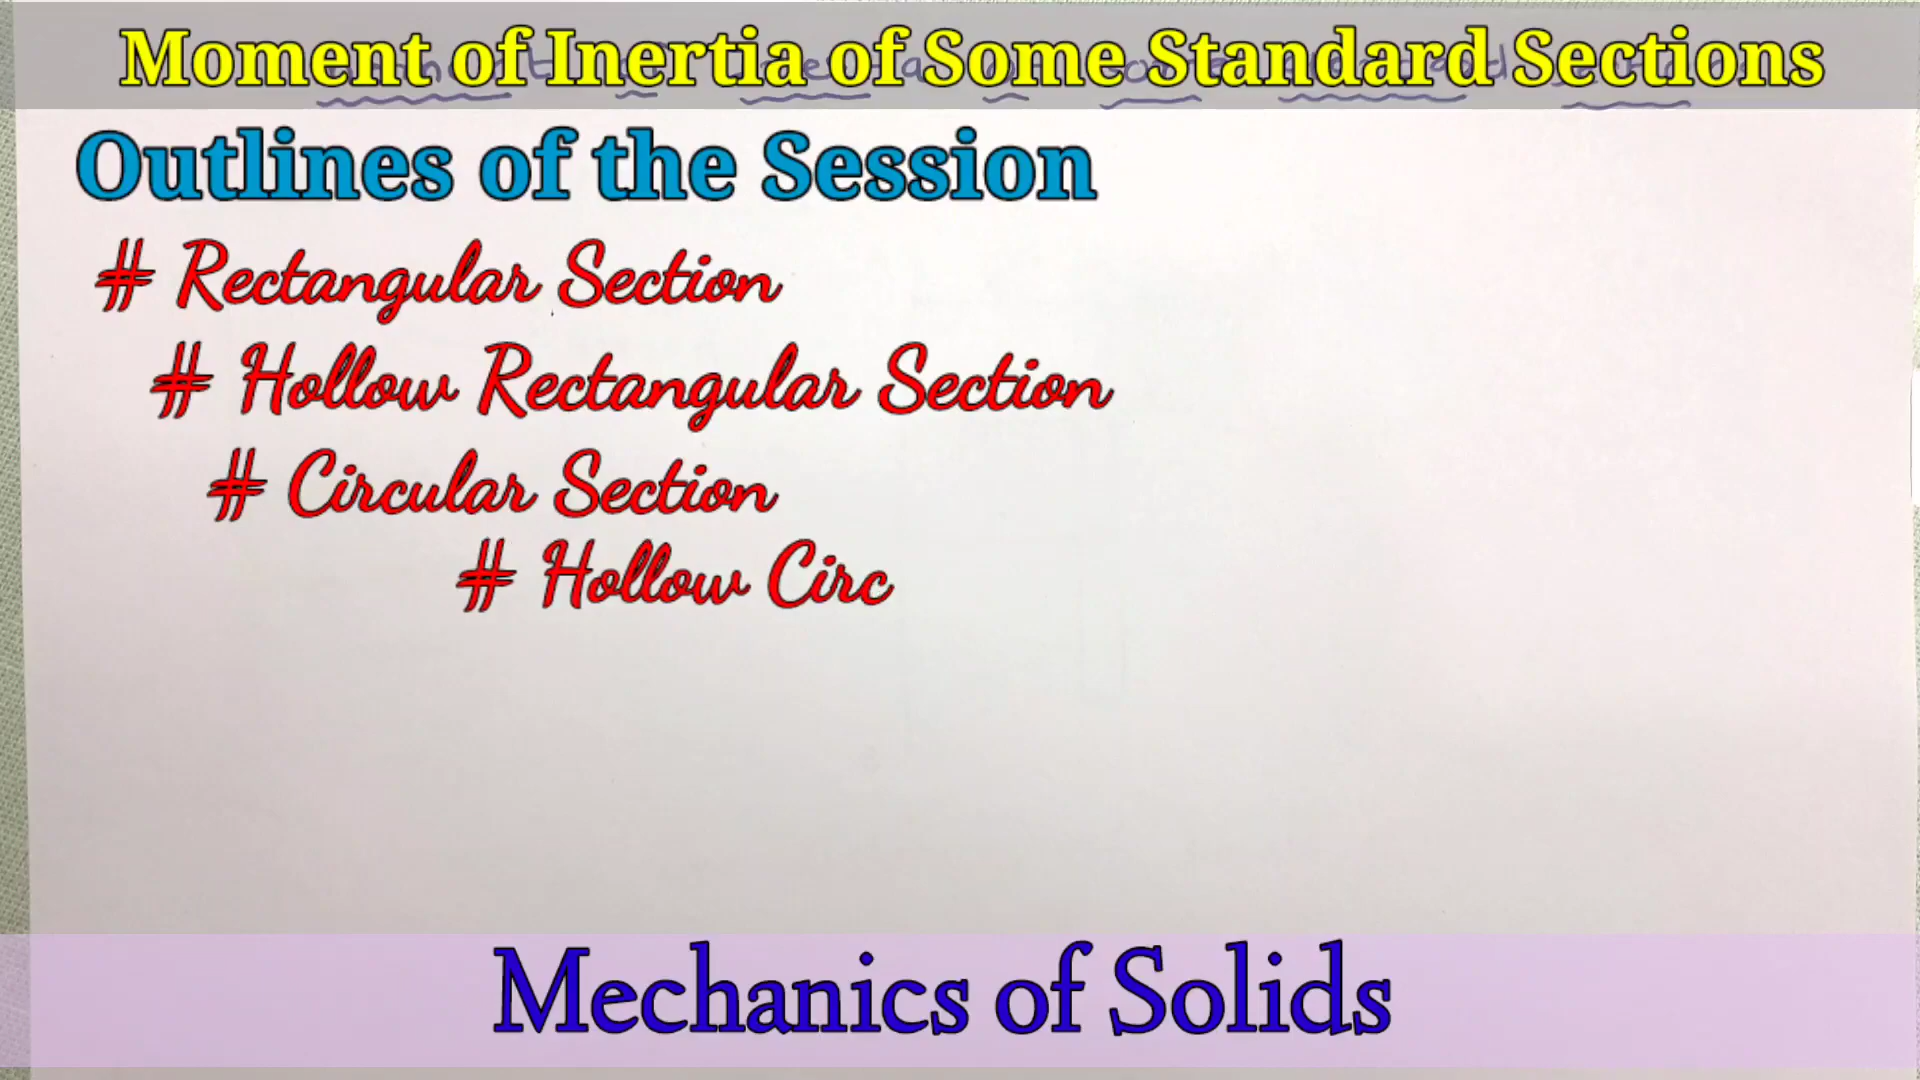 Moment of Inertia of Some Standard Sections
Outlines of the Session
# Rectangular Section
# Hollow Rectangular Section
# Circular Section
# Hollow Circ
Mechanics of Solids